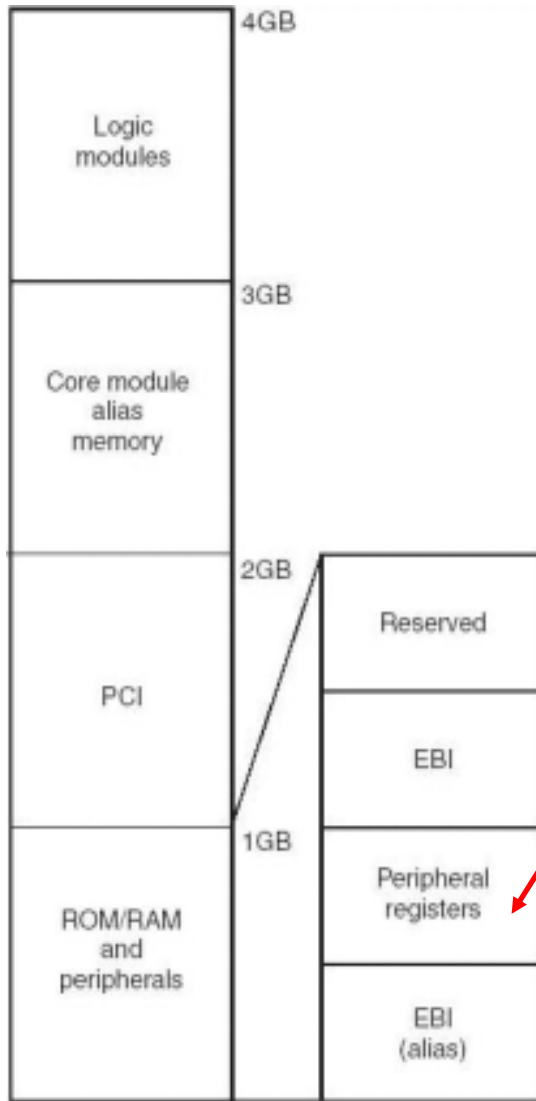 4GB
Logic
modules
3GB
Core module
alias
memory
2GB
Reserved
PCI
EBI
1GB
Peripheral
registers
ROM/RAM
and
peripherals
EBI
(alias)